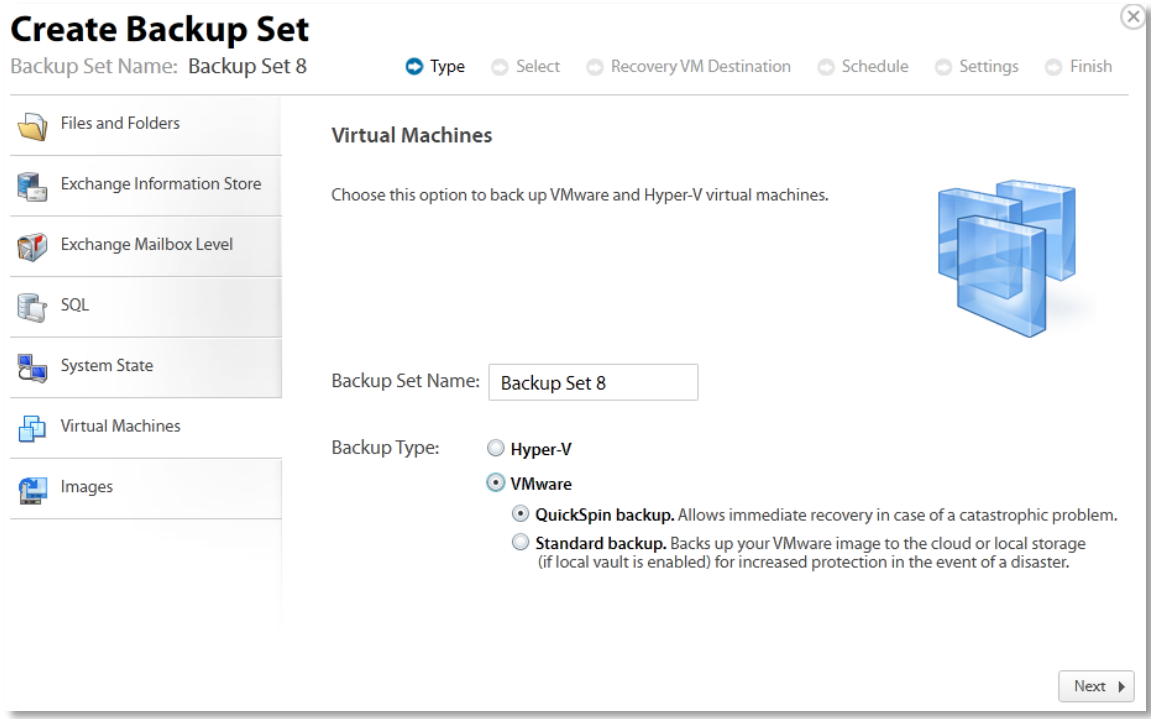 Create Backup Set
Backup Set Name: Backup Set 8
Type
Select
Recovery VM Destination
Schedule
Settings
Finish
Files and Folders
Exchange Information Store
Exchange Mailbox Level
SQL
System State
Virtual Machines
Images
Virtual Machines
Choose this option to back up VMware and Hyper-V virtual machines.
Backup Set Name: Backup Set 8
Backup Type:
Hyper-V
VMware
QuickSpin backup. Allows immediate recovery in case of a catastrophic problem.
Standard backup. Backs up your VMware image to the cloud or local storage
(if local vault is enabled) for increased protection in the event of a disaster.
Next